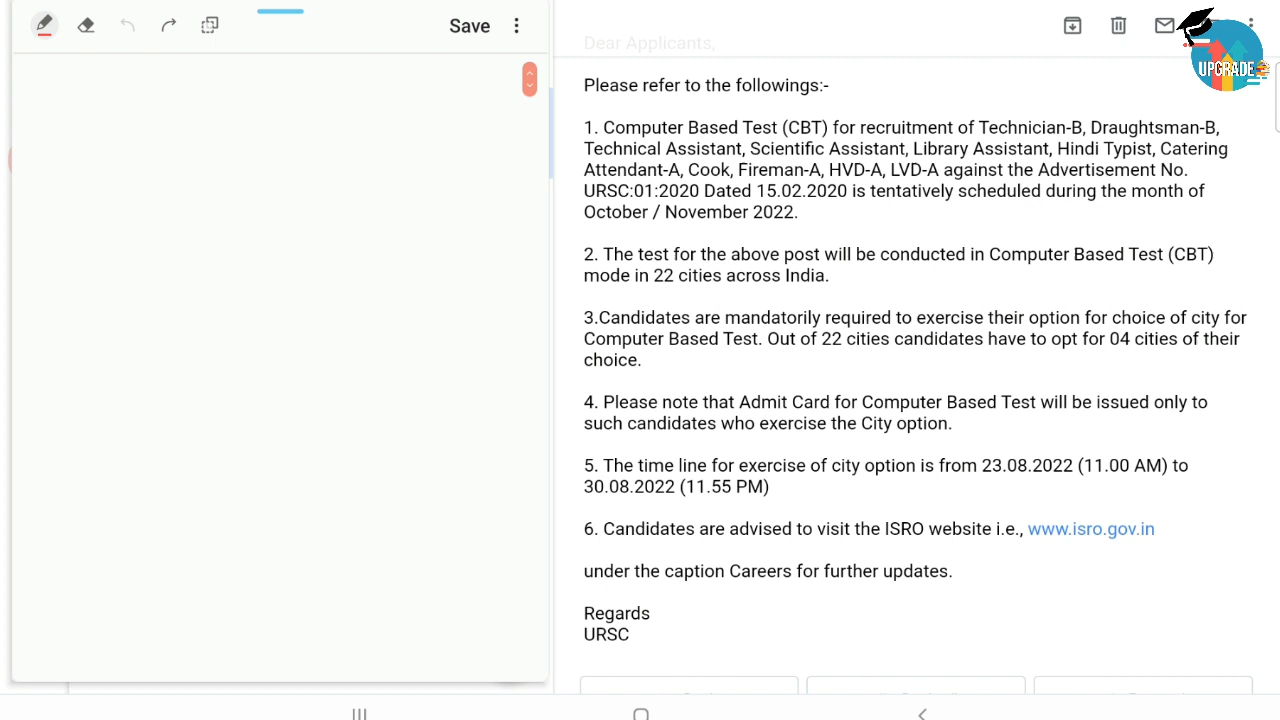 Save
Dear Applicants,
Please refer to the followings:-
1. Computer Based Test (CBT) for recruitment of Technician-B, Draughtsman-B,
Technical Assistant, Scientific Assistant, Library Assistant, Hindi Typist, Catering
Attendant-A, Cook, Fireman-A, HVD-A, LVD-A against the Advertisement No.
URSC:01:2020 Dated 15.02.2020 is tentatively scheduled during the month of
October / November 2022.
2. The test for the above post will be conducted in Computer Based Test (CBT)
mode in 22 cities across India.
3.Candidates are mandatorily required to exercise their option for choice of city for
Computer Based Test. Out of 22 cities candidates have to opt for 04 cities of their
choice.
4. Please note that Admit Card for Computer Based Test will be issued only to
such candidates who exercise the City option.
5. The time line for exercise of city option is from 23.08.2022 (11.00 AM) to
30.08.2022 (11.55 PM)
6. Candidates are advised to visit the ISRO website i.e., www.isro.gov.in
under the caption Careers for further updates.
Regards
URSC
UPGRADE